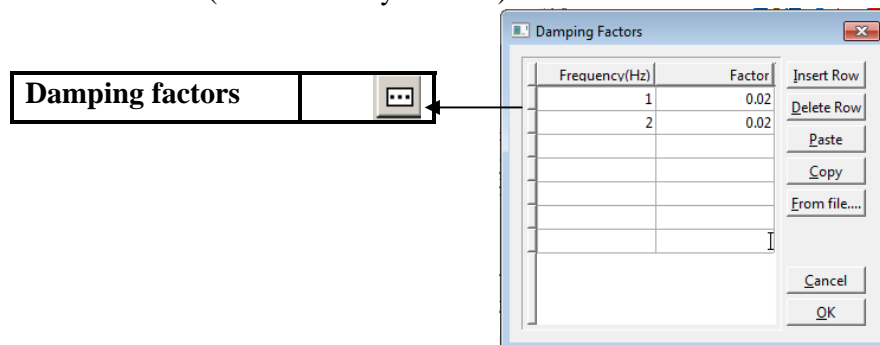 Damping Factors
Damping factors
Frequency(Hz) Factor
1 0.02
2 0.02
Insert Row
Delete Row
Paste
Copy
From file....
Cancel
OK